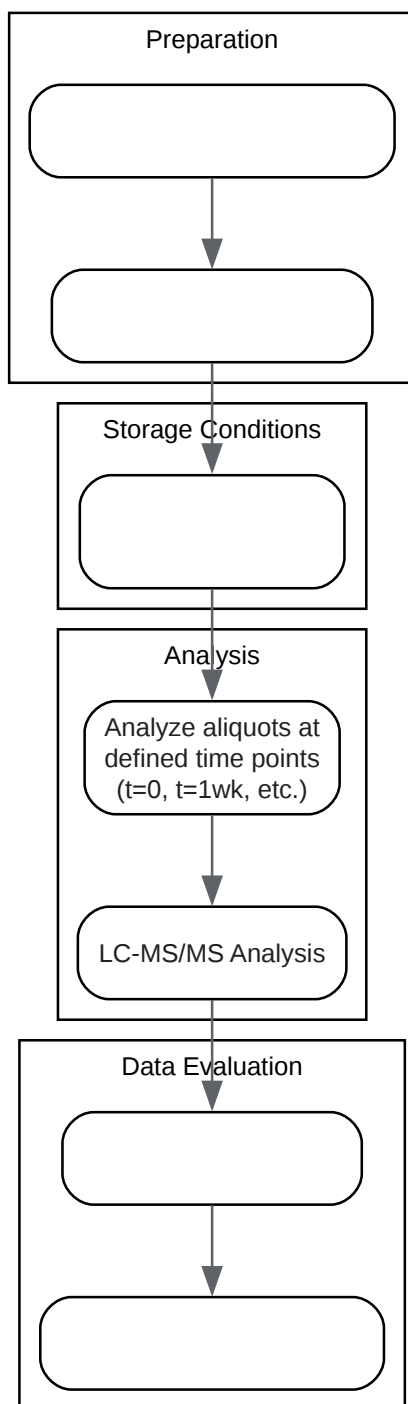 Preparation
Storage Conditions
Analysis
Analyze aliquots at
defined time points
(t=0, t=1wk, etc.)
LC-MS/MS Analysis
Data Evaluation